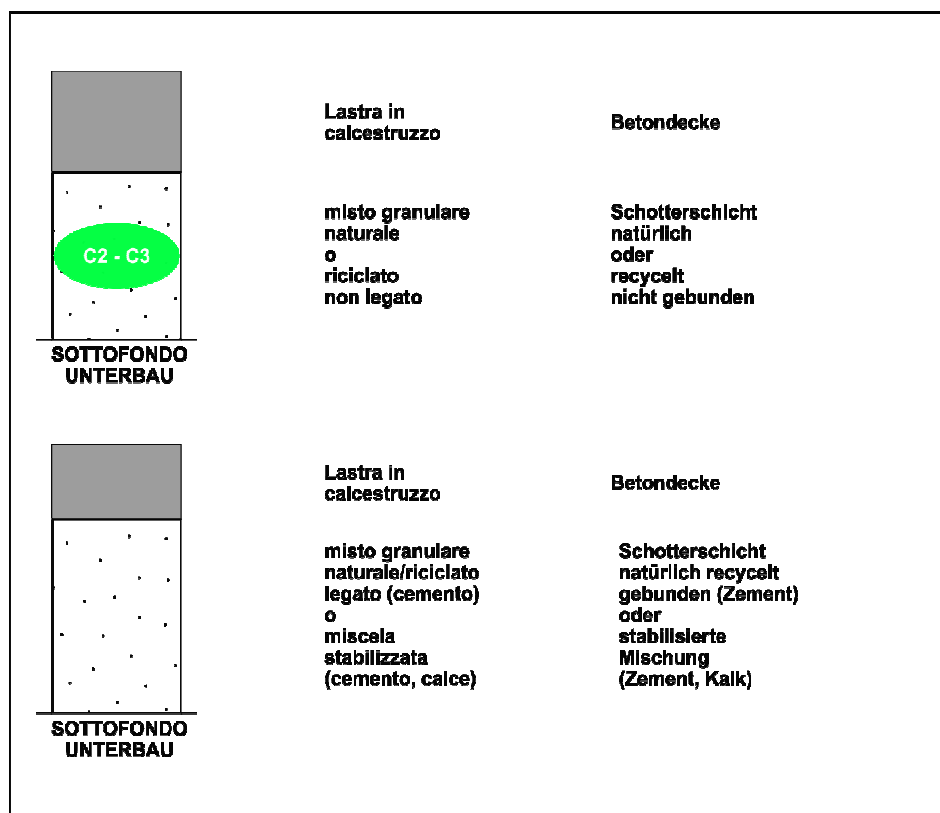 Lastra in
calcestruzzo
Betondecke
misto granulare
naturale
o
riciclato
non legato
Schotterschicht
natürlich
oder
recycelt
nicht gebunden
C2 - C3
SOTTOFONDO
UNTERBAU
Lastra in
calcestruzzo
Betondecke
misto granulare
naturale/riciclato
legato (cemento)
o
miscela
stabilizzata
(cemento, calce)
Schotterschicht
natürlich recycelt
gebunden (Zement)
oder
stabilisierte
Mischung
(Zement, Kalk)
SOTTOFONDO
UNTERBAU